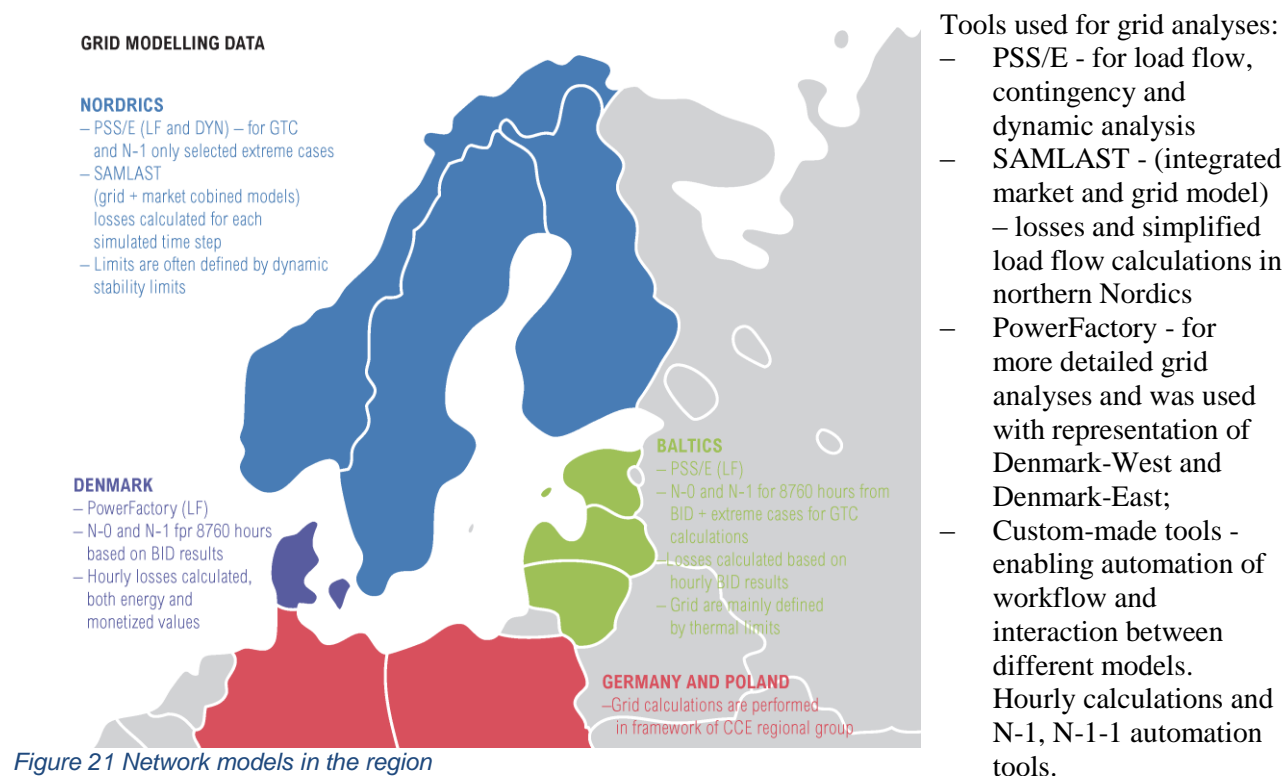 GRID MODELLING DATA
NORDRICS
– PSS/E (LF and DYN) – for GTC
and N-1 only selected extreme cases
– SAMLAST
(grid + market cobined models)
losses calculated for each
simulated time step
– Limits are often defined by dynamic
stability limits
DENMARK
– PowerFactory (LF)
– N-0 and N-1 fpr 8760 hours
based on BID results
– Hourly losses calculated,
both energy and
monetized values
BALTICS
– PSS/E (LF)
– N-0 and N-1 for 8760 hours from
BID + extreme cases for GTC
calculations
–Losses calculated based on
hourly BID results
– Grid are mainly defined
by thermal limits
GERMANY AND POLAND
–Grid calculations are performed
in framework of CCE regional group
Figure 21 Network models in the region
Tools used for grid analyses:
– PSS/E - for load flow,
contingency and
dynamic analysis
– SAMLAST - (integrated
market and grid model)
– losses and simplified
load flow calculations in
northern Nordics
– PowerFactory - for
more detailed grid
analyses and was used
with representation of
Denmark-West and
Denmark-East;
– Custom-made tools -
enabling automation of
workflow and
interaction between
different models.
Hourly calculations and
N-1, N-1-1 automation
tools.